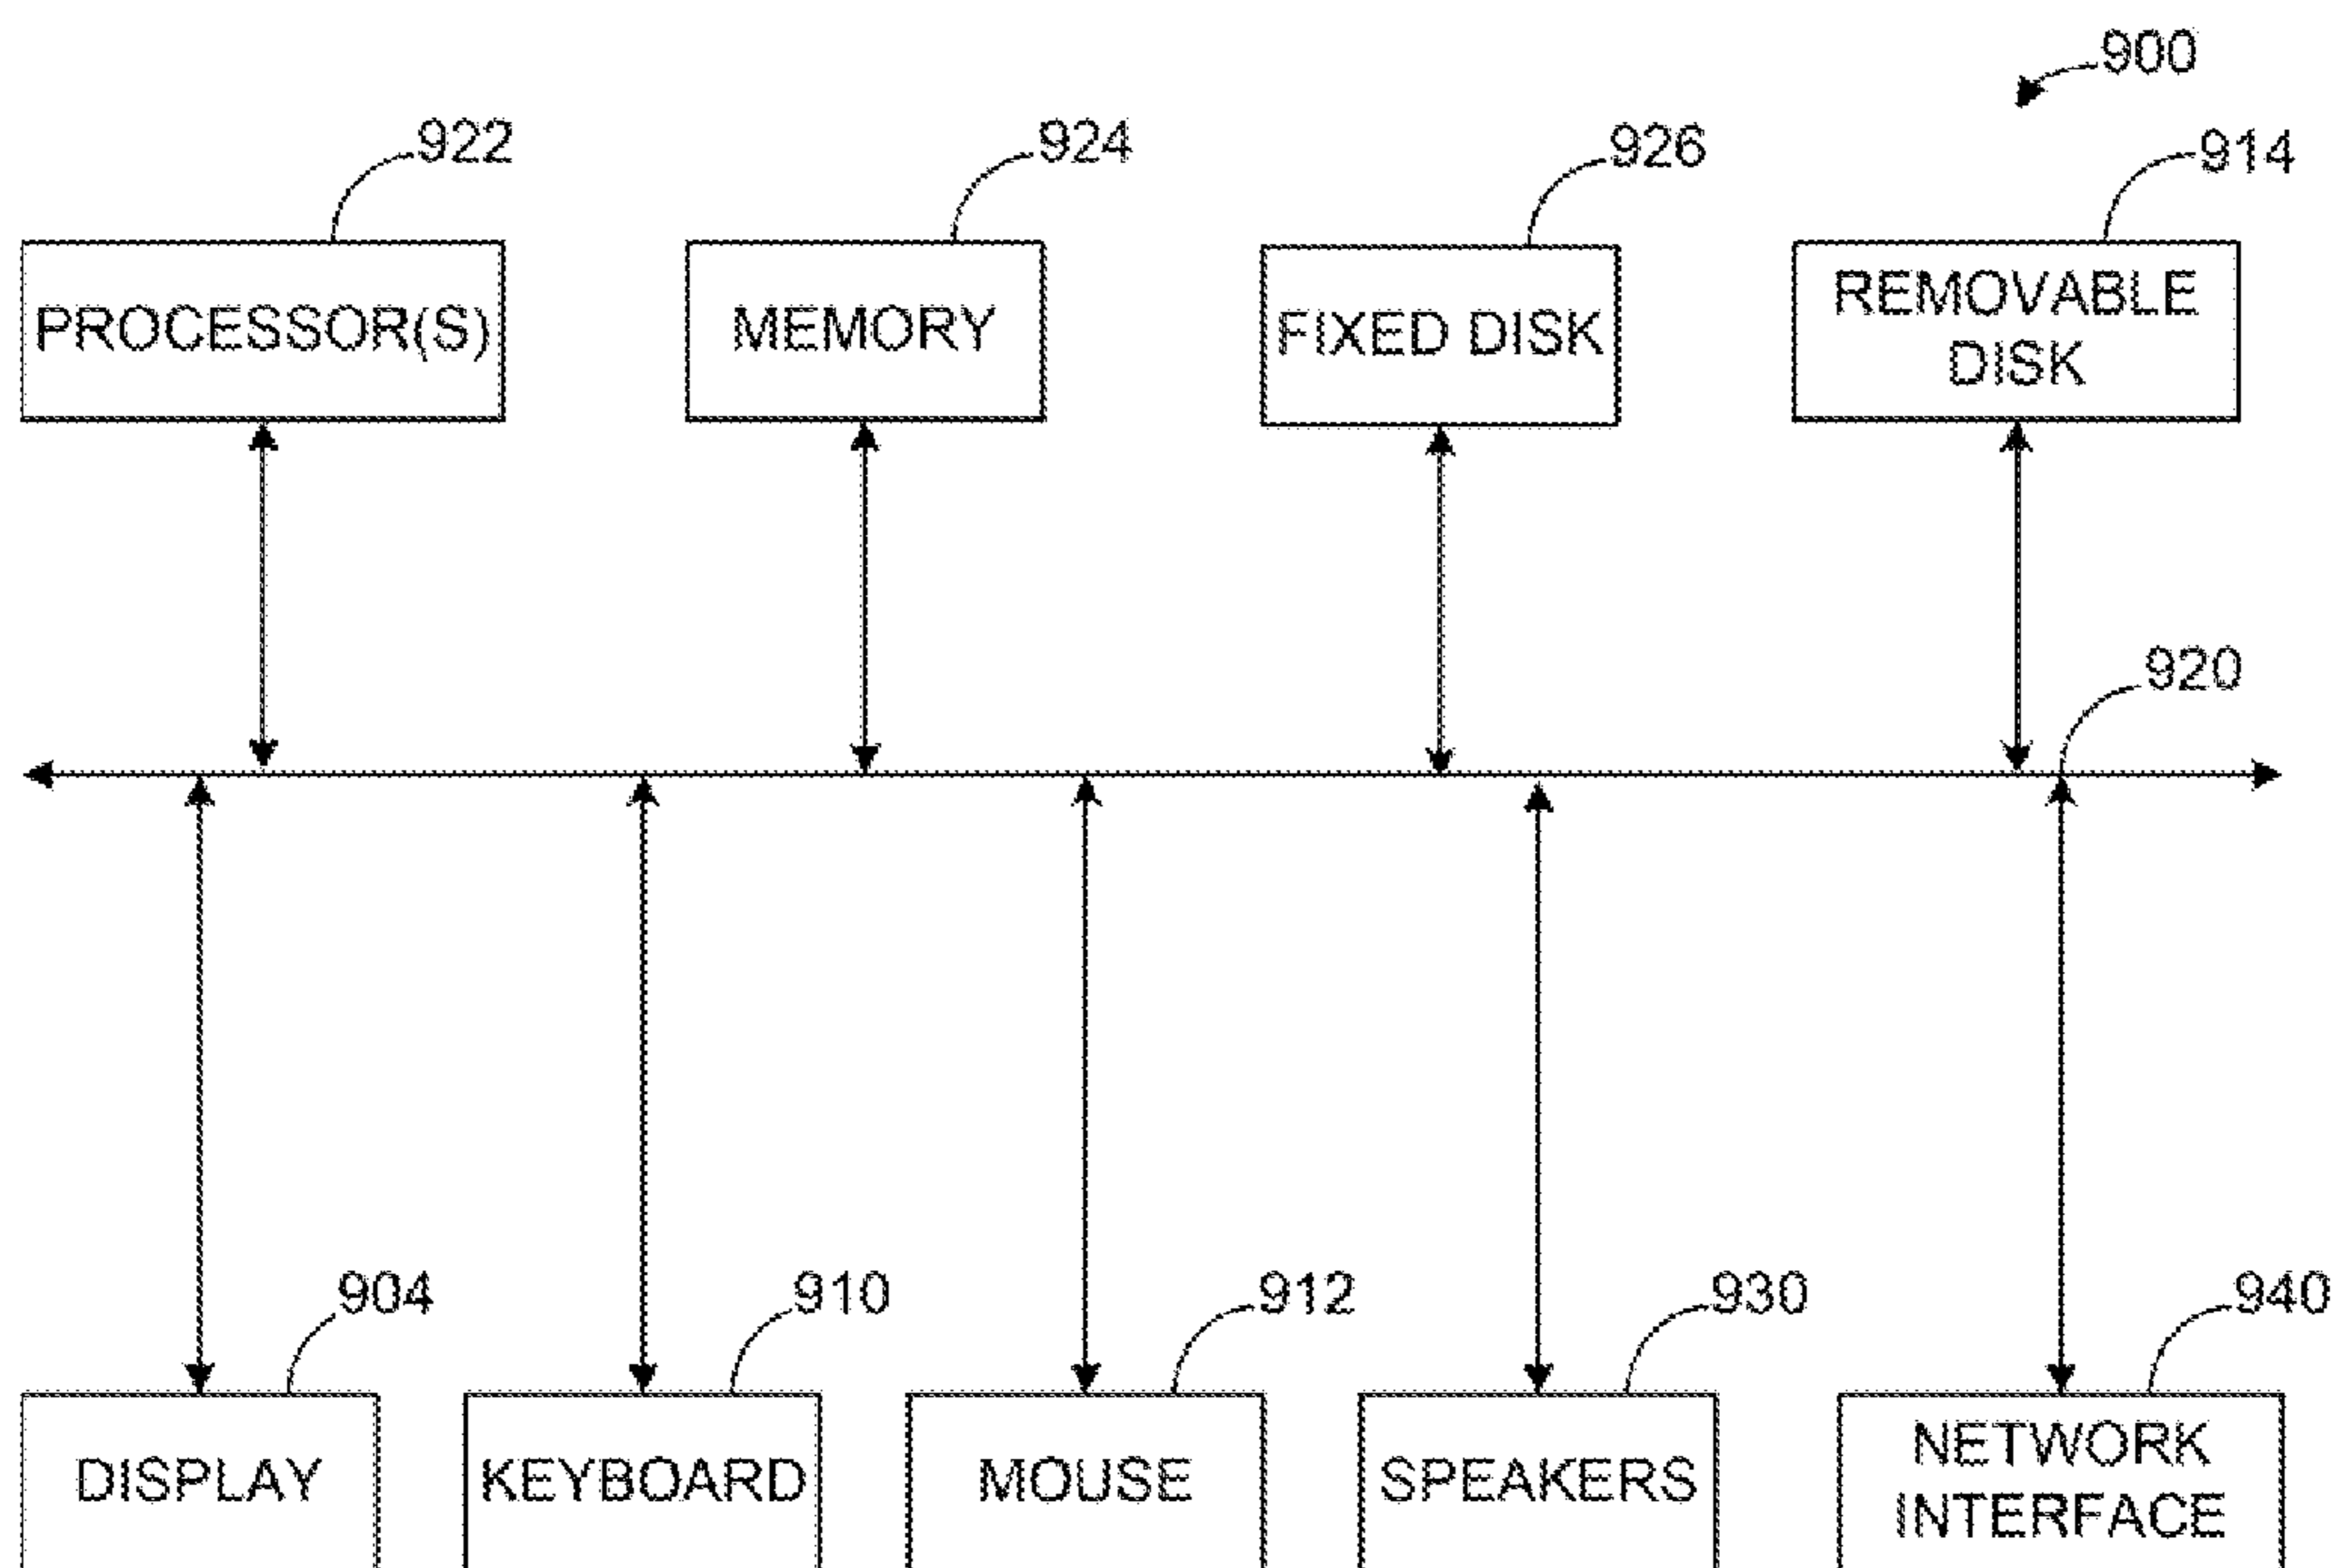 900
922
924
926
914
PROCESSOR(S)
MEMORY
FIXED DISK
REMOVABLE
DISK
920
904
910
912
930
940
DISPLAY
KEYBOARD
MOUSE
SPEAKERS
NETWORK
INTERFACE